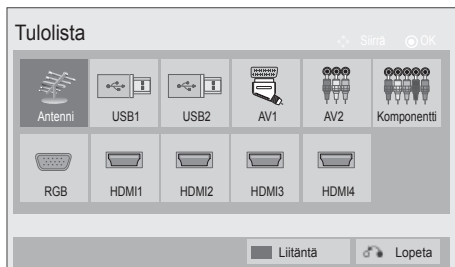 Tulolista
Siirrä OK
Antenni USB1 USB2 AV1 AV2 Komponentti
RGB HDMI1 HDMI2 HDMI3 HDMI4
Liitäntä Lopeta